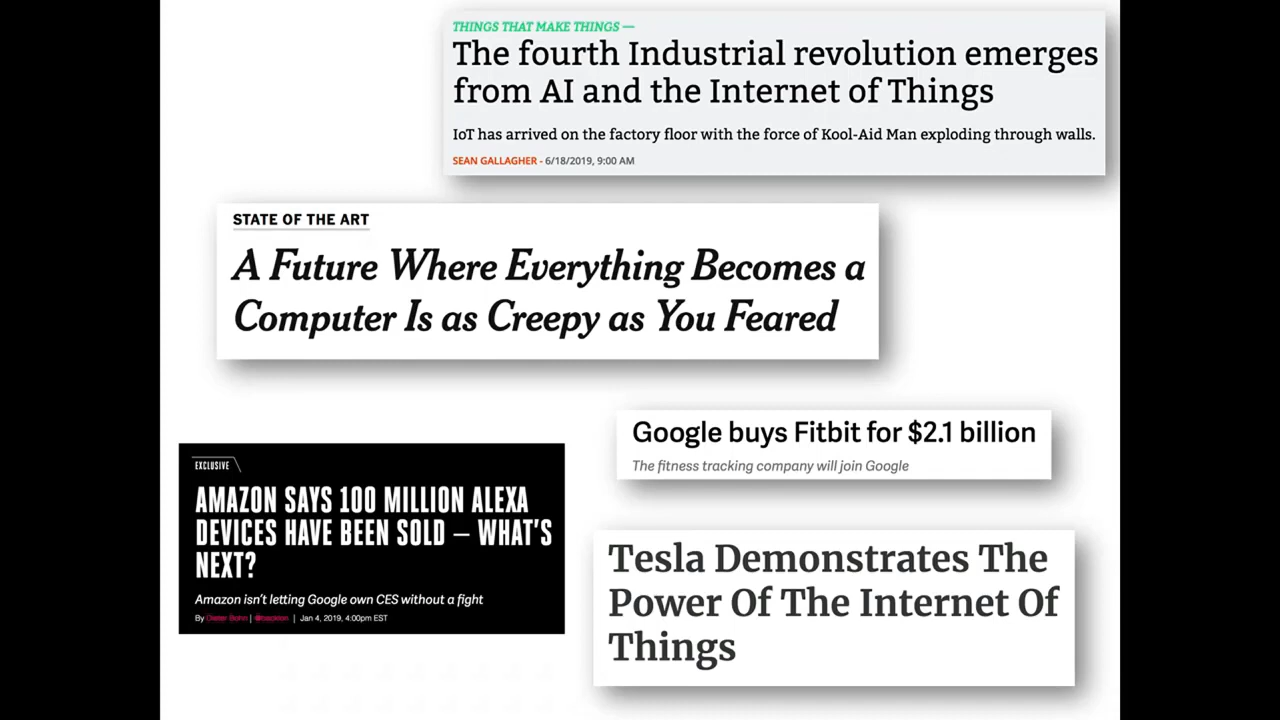 THINGS THAT MAKE THINGS —
The fourth Industrial revolution emerges
from AI and the Internet of Things
IoT has arrived on the factory floor with the force of Kool-Aid Man exploding through walls.
SEAN GALLAGHER - 6/18/2019, 9:00 AM
STATE OF THE ART
A Future Where Everything Becomes a
Computer Is as Creepy as You Feared
Google buys Fitbit for $2.1 billion
The fitness tracking company will join Google
EXCLUSIVE
AMAZON SAYS 100 MILLION ALEXA
DEVICES HAVE BEEN SOLD — WHAT'S
NEXT?
Amazon isn't letting Google own CES without a fight
By Dieter Bohn | @backlon | Jan 4, 2019, 4:00pm EST
Tesla Demonstrates The
Power Of The Internet Of
Things